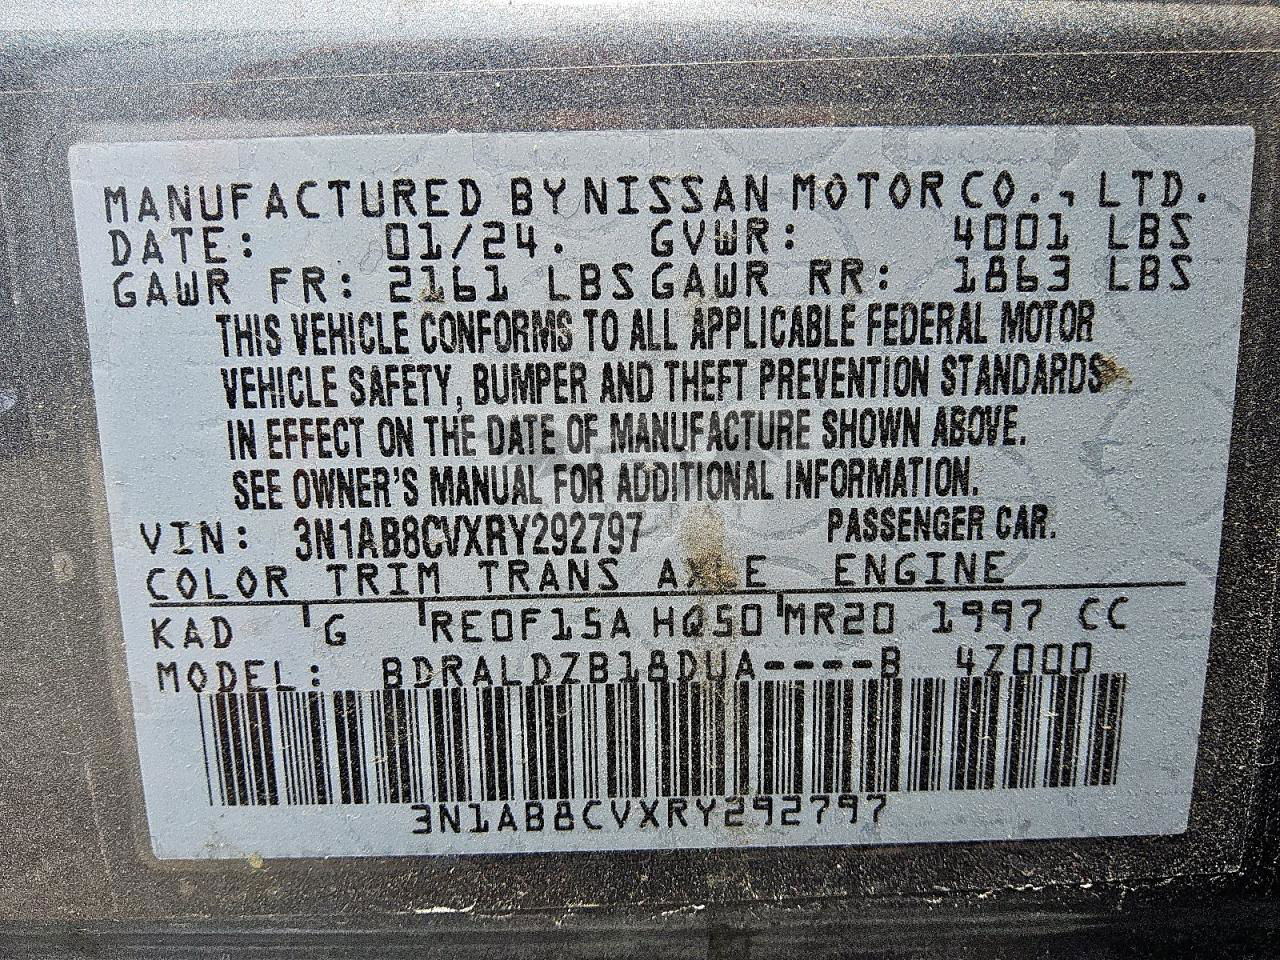 MANUFACTURED BY NISSAN MOTOR CO., LTD.
DATE: 01/24. GVWR: 4001 LBS
GAWR FR: 2161 LBS GAWR RR: 1863 LBS
THIS VEHICLE CONFORMS TO ALL APPLICABLE FEDERAL MOTOR
VEHICLE SAFETY, BUMPER AND THEFT PREVENTION STANDARDS
IN EFFECT ON THE DATE OF MANUFACTURE SHOWN ABOVE.
SEE OWNER'S MANUAL FOR ADDITIONAL INFORMATION.
VIN: 3N1AB8CVXRY292797 PASSENGER CAR.
COLOR TRIM TRANS AXLE ENGINE
KAD G RE0F15A HQ50 MR20 1997 CC
MODEL: BDRALDZB18DUA----B 4Z000
3N1AB8CVXRY292797